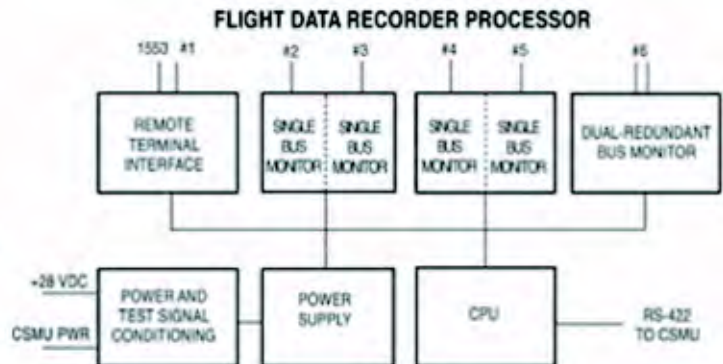 FLIGHT DATA RECORDER PROCESSOR
1553 #1
#2
#3
#4
#5
#6
REMOTE
TERMINAL
INTERFACE
SINGLE
BUS
MONITOR
SINGLE
BUS
MONITOR
SINGLE
BUS
MONITOR
SINGLE
BUS
MONITOR
DUAL-REDUNDANT
BUS MONITOR
+28 VDC
CSMU PWR
POWER AND
TEST SIGNAL
CONDITIONING
POWER
SUPPLY
CPU
RS-422
TO CSMU